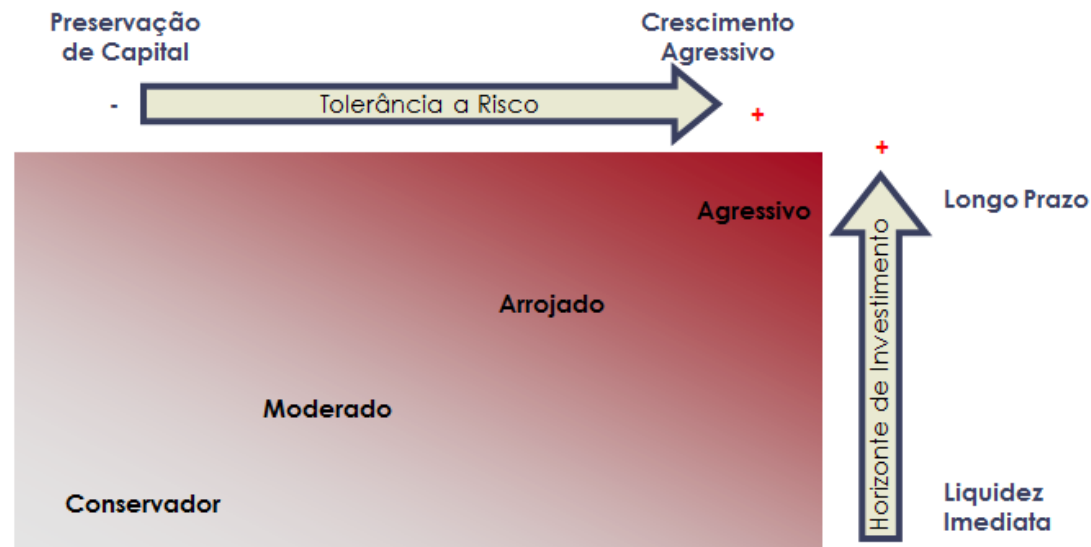 Preservação
de Capital
Crescimento
Agressivo
-
Tolerância a Risco
+
+
Agressivo
Longo Prazo
Arrojado
Horizonte de Investimento
Moderado
Conservador
Liquidez
Imediata